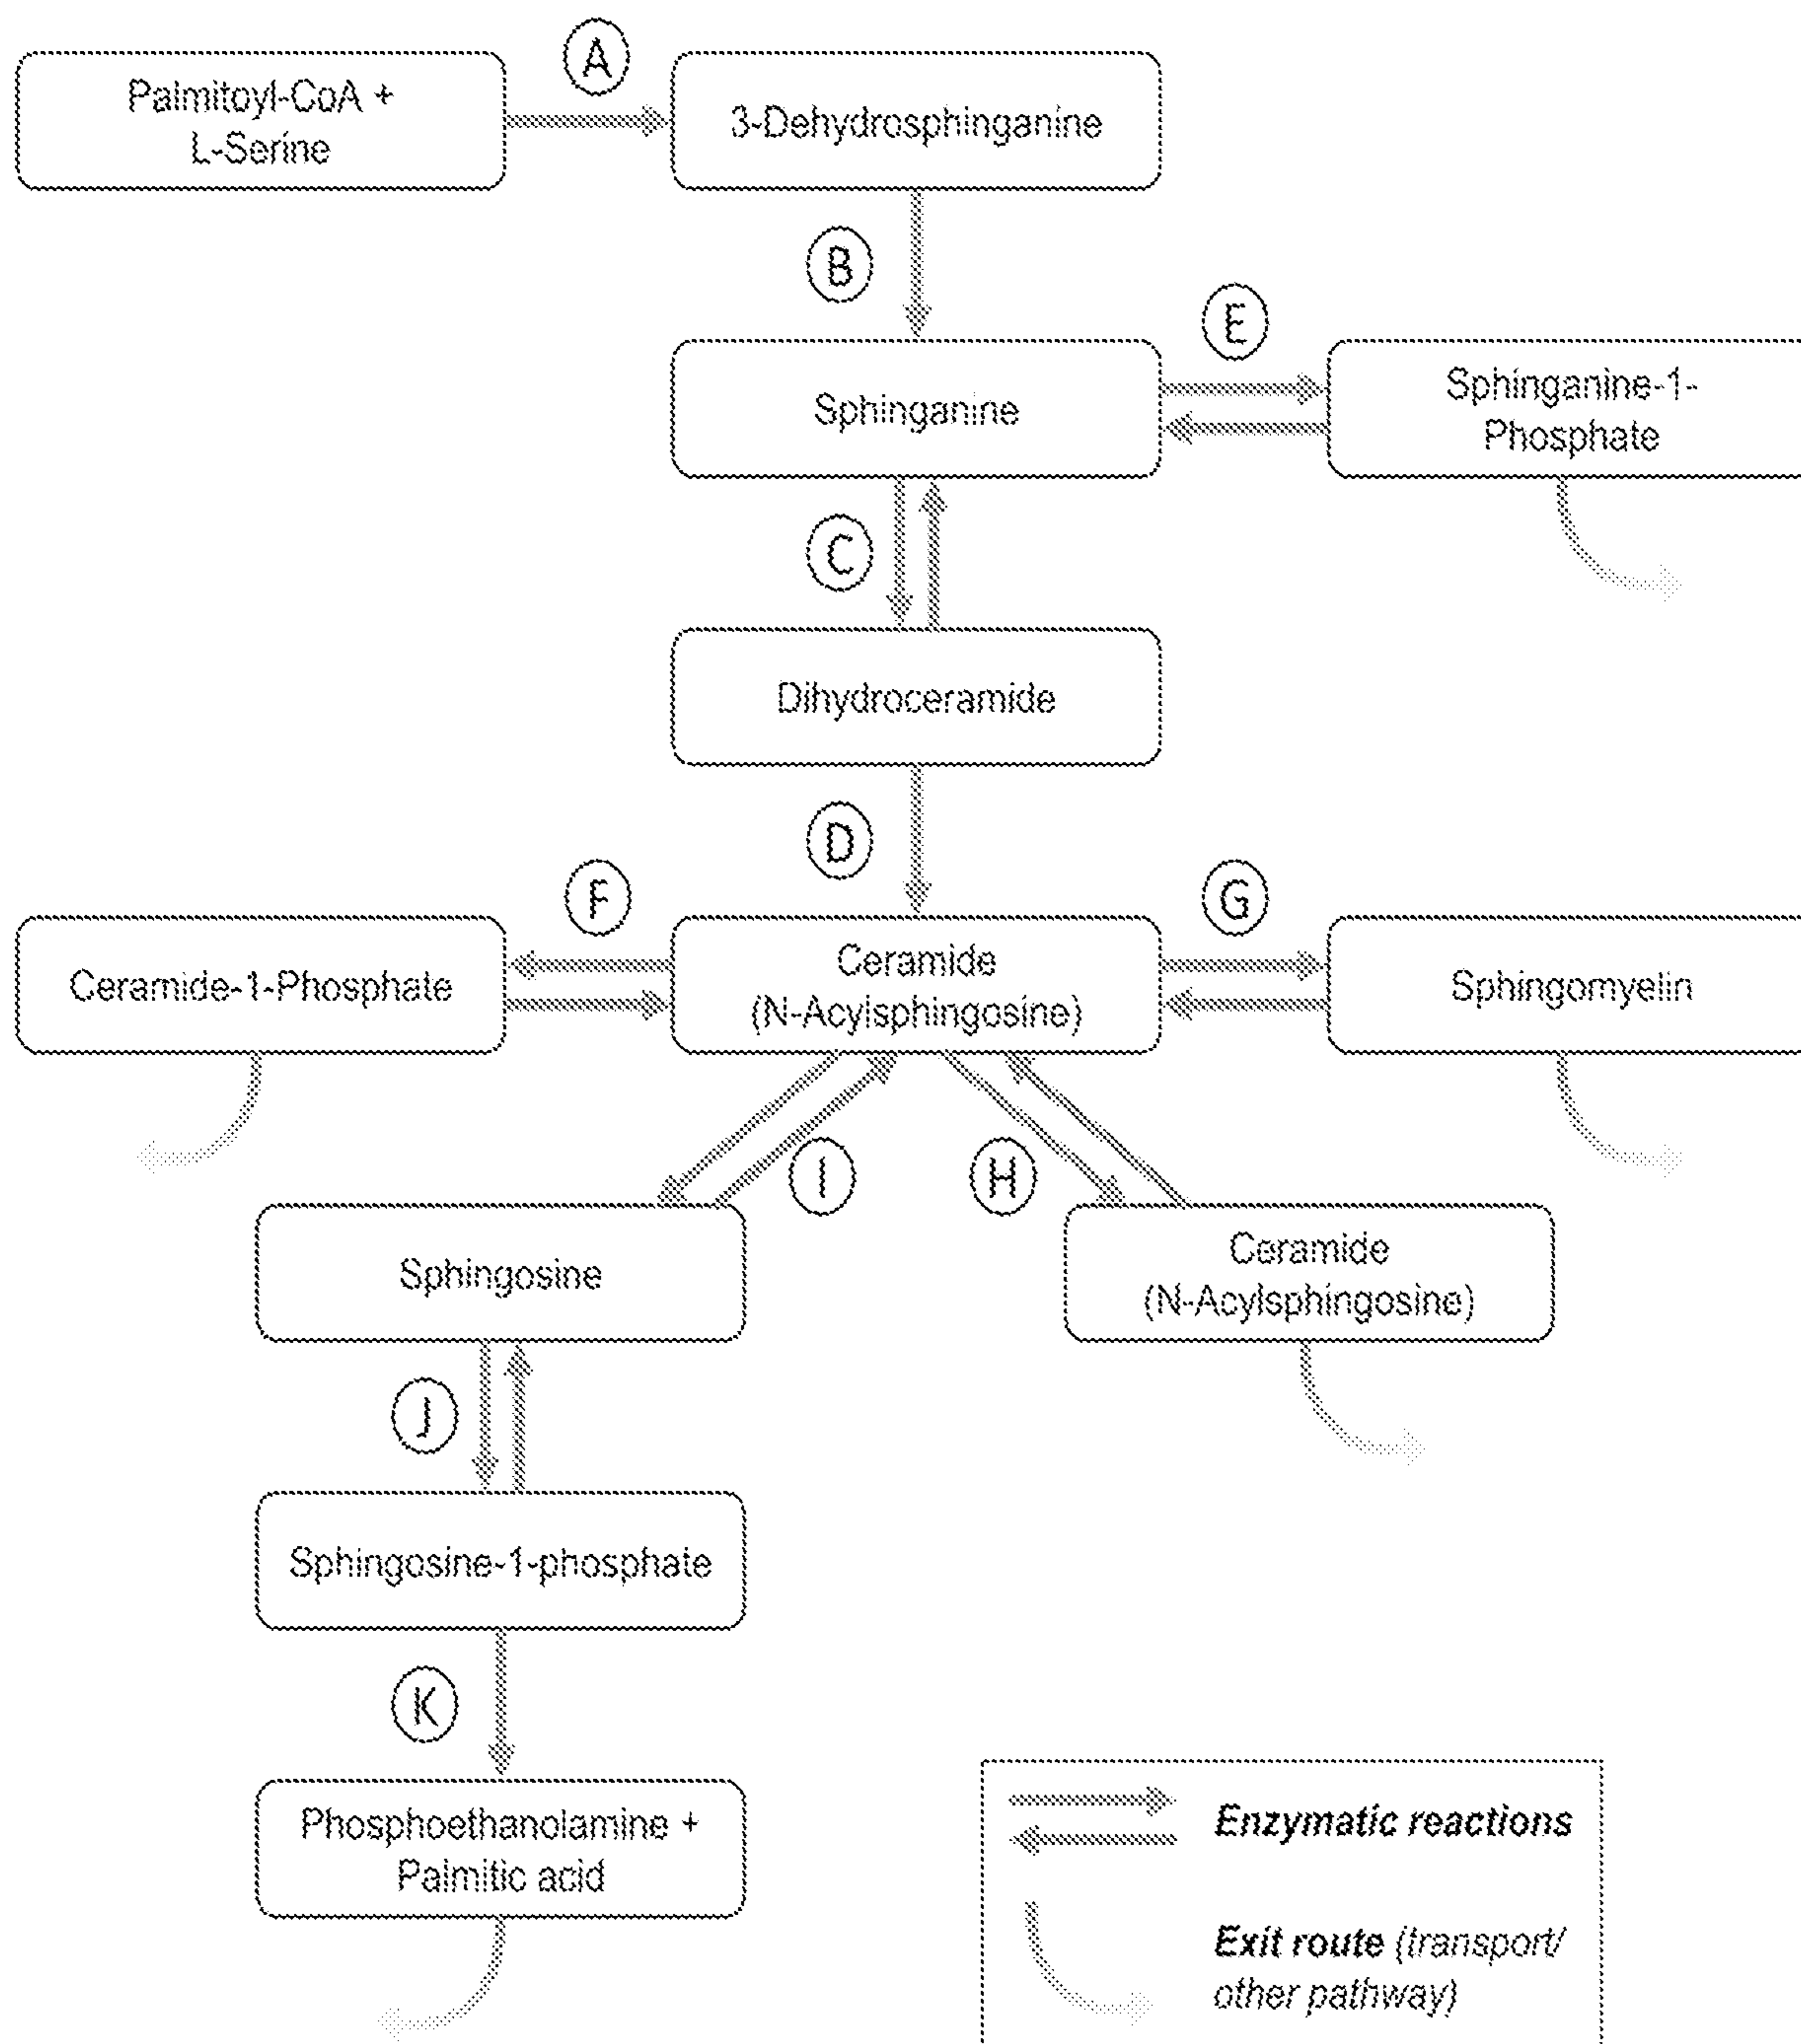 A
Palmitoyl-CoA +
L-Serine
3-Dehydrosphinganine
B
E
Sphinganine
Sphinganine-1-
Phosphate
C
Dihydroceramide
D
F
G
Ceramide-1-Phosphate
Ceramide
(N-Acylsphingosine)
Sphingomyelin
I
H
Sphingosine
Ceramide
(N-Acylsphingosine)
J
Sphingosine-1-phosphate
K
Phosphoethanolamine +
Palmitic acid
Enzymatic reactions
Exit route (transport/
other pathway)